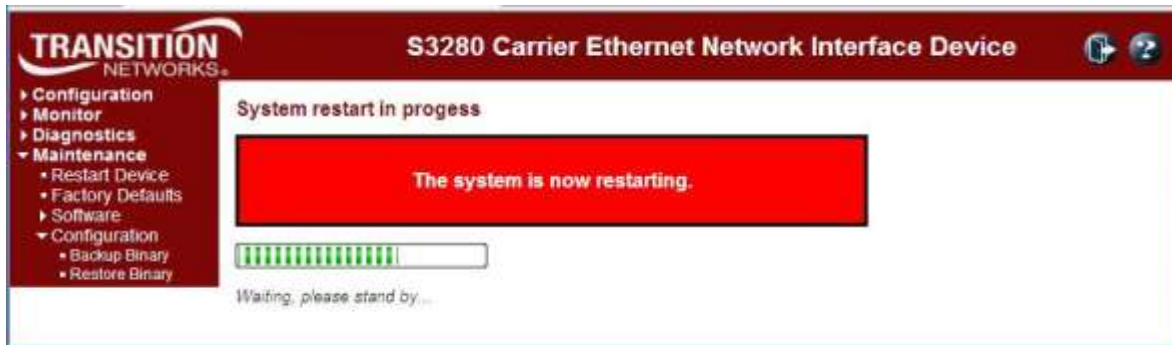 TRANSITION
NETWORKS®
S3280 Carrier Ethernet Network Interface Device
?
Configuration
Monitor
Diagnostics
Maintenance
Restart Device
Factory Defaults
Software
Configuration
Backup Binary
Restore Binary
System restart in progess
The system is now restarting.
Waiting, please stand by...